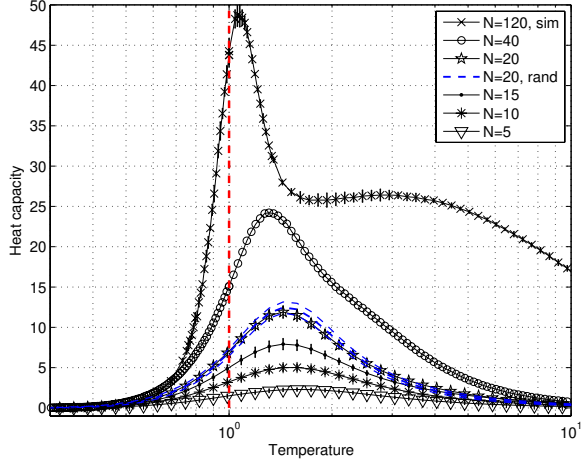 50
45
40
35
30
25
20
15
10
5
0
Heat capacity
N=120, sim
N=40
N=20
N=20, rand
N=15
N=10
N=5
10^0
10^1
Temperature